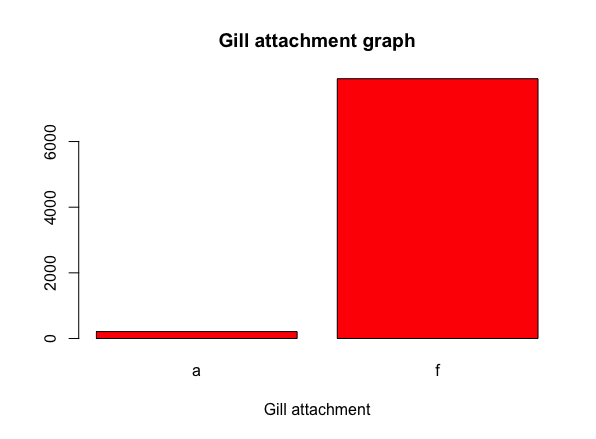 Gill attachment graph
6000
4000
2000
0
a f
Gill attachment